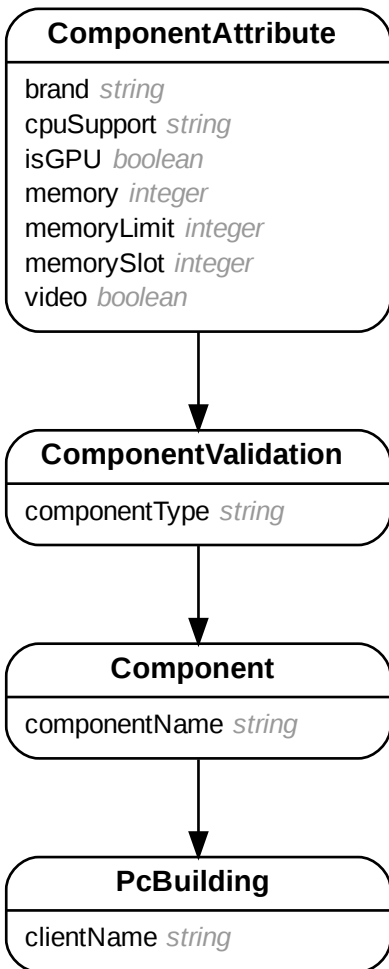 ComponentAttribute
brand string
cpuSupport string
isGPU boolean
memory integer
memoryLimit integer
memorySlot integer
video boolean
ComponentValidation
componentType string
Component
componentName string
PcBuilding
clientName string